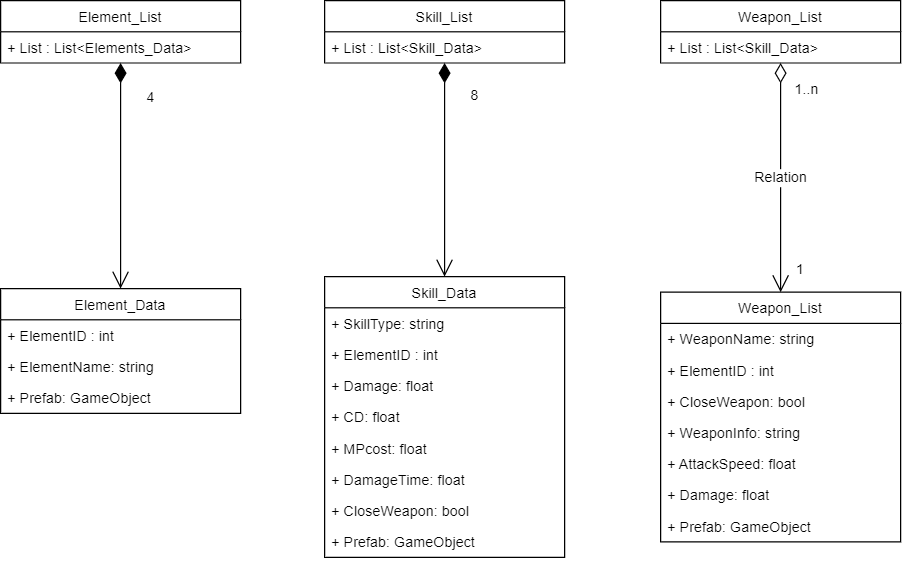 Element_List
+ List : List<Elements_Data>
4
Element_Data
+ ElementID : int
+ ElementName: string
+ Prefab: GameObject
Skill_List
+ List : List<Skill_Data>
8
Skill_Data
+ SkillType: string
+ ElementID : int
+ Damage: float
+ CD: float
+ MPcost: float
+ DamageTime: float
+ CloseWeapon: bool
+ Prefab: GameObject
Weapon_List
+ List : List<Skill_Data>
1..n
Relation
1
Weapon_List
+ WeaponName: string
+ ElementID : int
+ CloseWeapon: bool
+ WeaponInfo: string
+ AttackSpeed: float
+ Damage: float
+ Prefab: GameObject